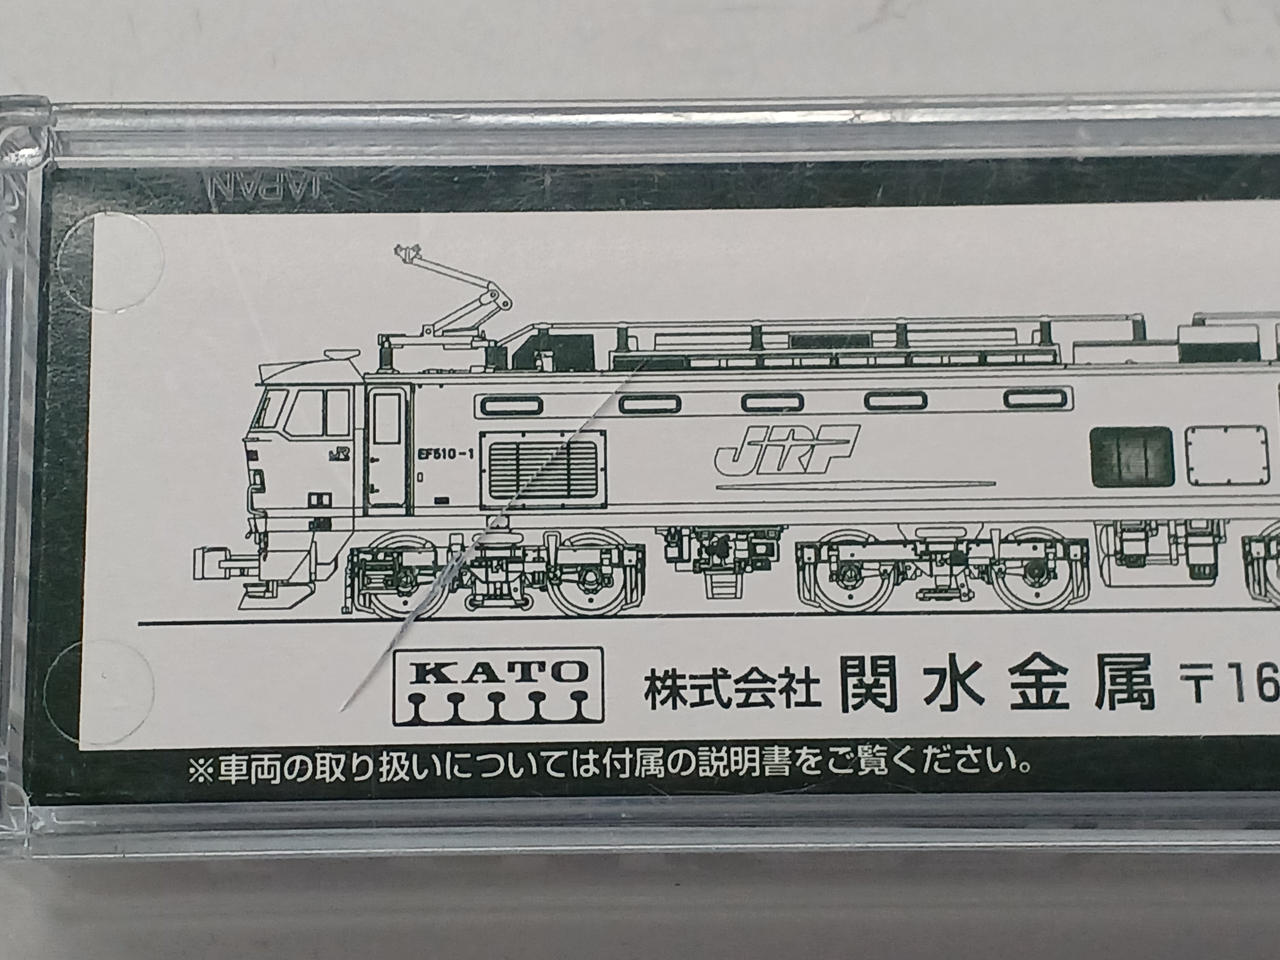 JAPAN
JR
EF510-1
JRF
KATO
株式会社 関水金属 〒16
※車両の取り扱いについては付属の説明書をご覧ください。